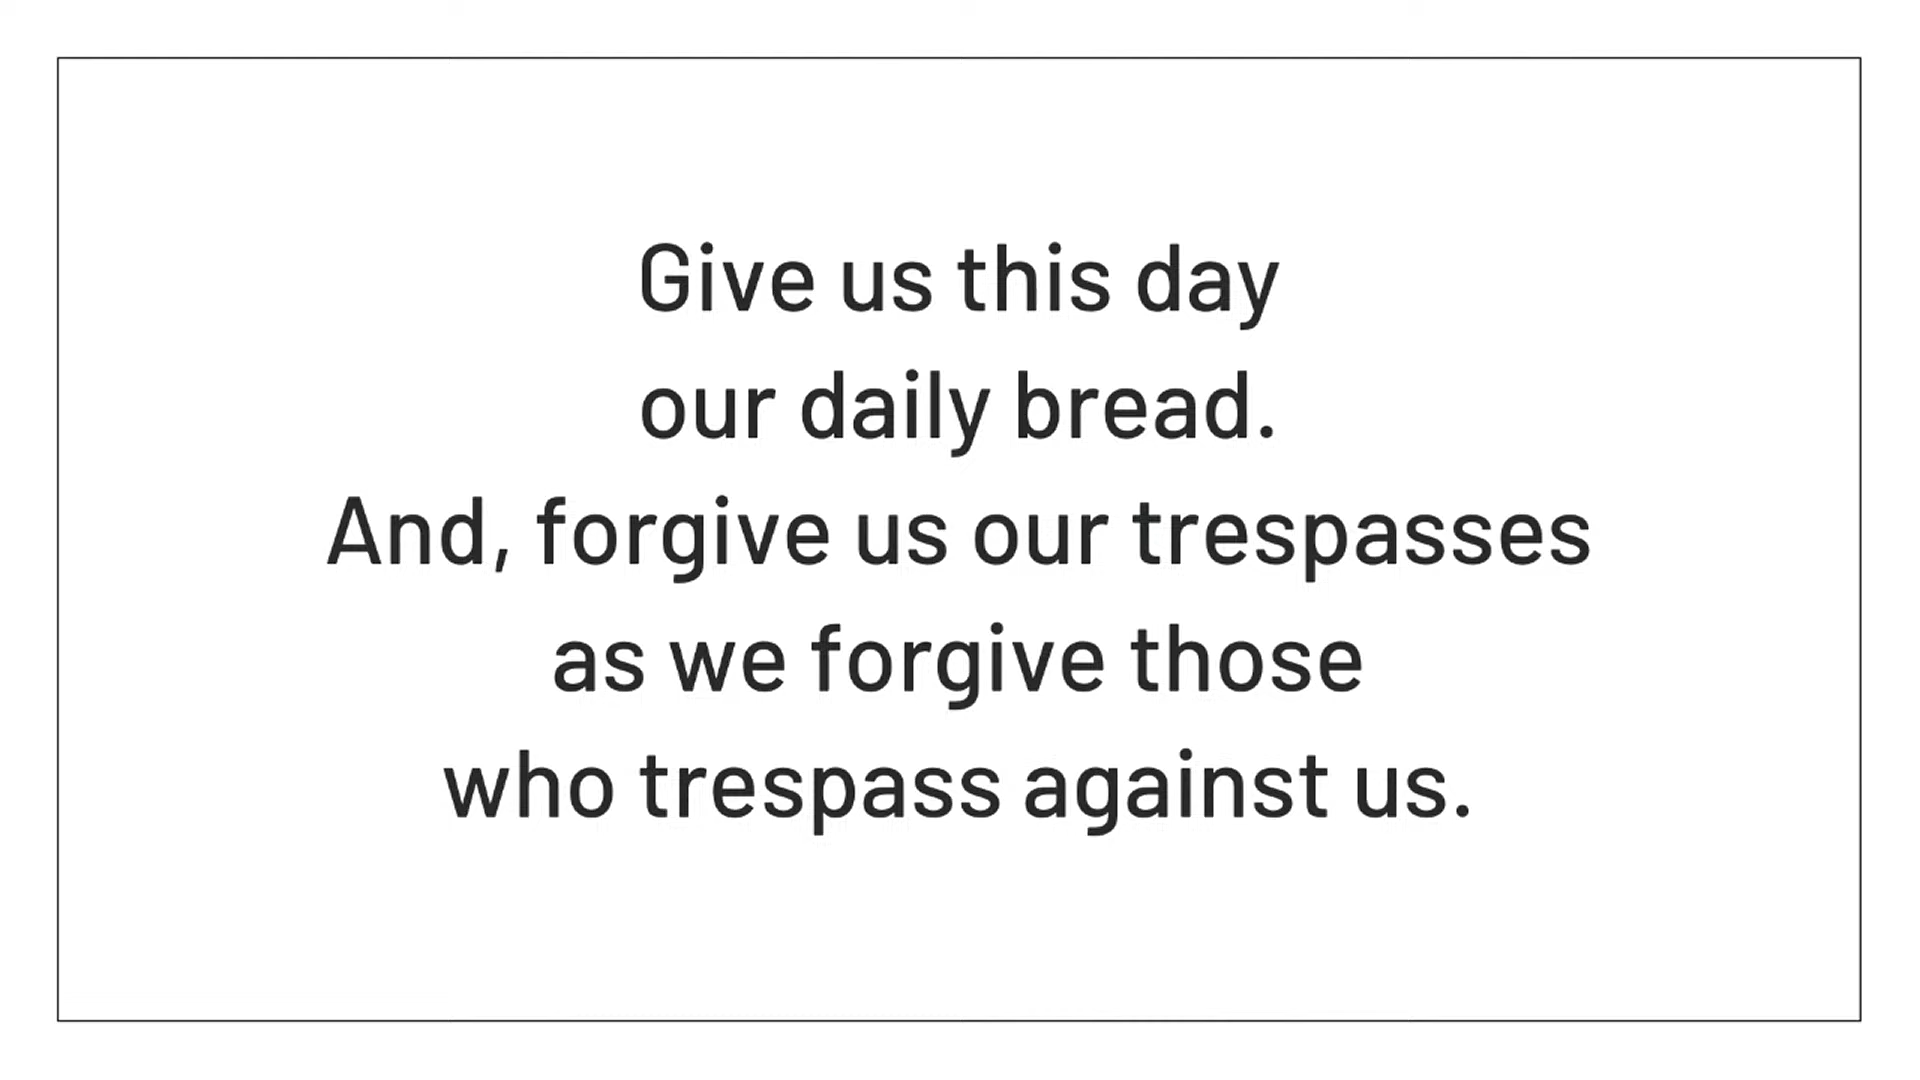 Give us this day
our daily bread.
And, forgive us our trespasses
as we forgive those
who trespass against us.